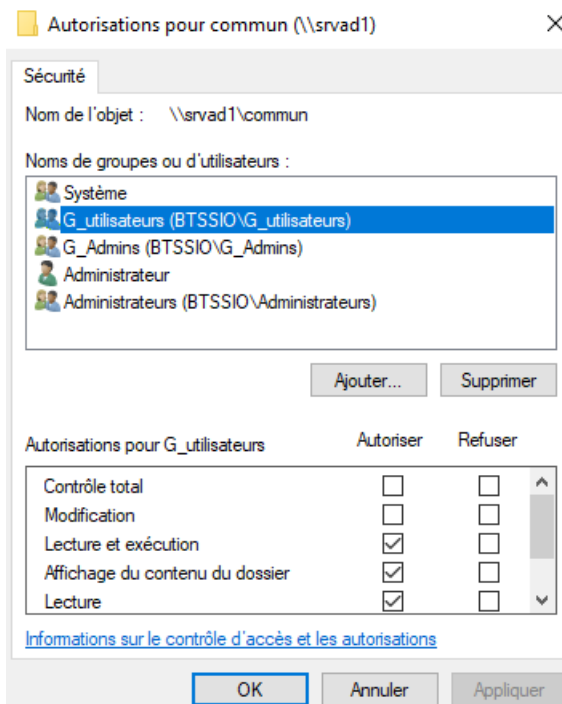 Autorisations pour commun (\\srvad1)
Sécurité
Nom de l'objet : \\srvad1\commun
Noms de groupes ou d'utilisateurs :
Système
G_utilisateurs (BTSSIO\G_utilisateurs)
G_Admins (BTSSIO\G_Admins)
Administrateur
Administrateurs (BTSSIO\Administrateurs)
Ajouter... Supprimer
Autorisations pour G_utilisateurs Autoriser Refuser
Contrôle total
Modification
Lecture et exécution
Affichage du contenu du dossier
Lecture
Informations sur le contrôle d'accès et les autorisations
OK Annuler Appliquer